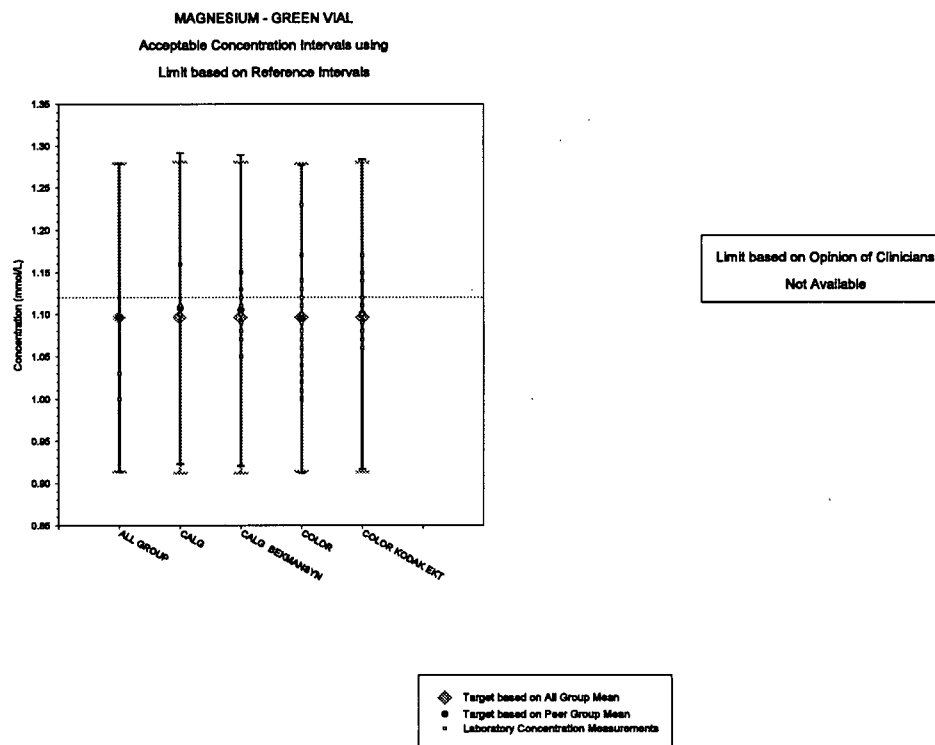 MAGNESIUM - GREEN VIAL
Acceptable Concentration Intervals using
Limit based on Reference Intervals
1.35
1.30
1.25
1.20
1.15
1.10
1.05
1.00
0.95
0.90
0.85
Concentration (mmol/L)
ALL GROUP
CALG
CALG BEKMANSYN
COLOR
COLOR KODAK EKT
Limit based on Opinion of Clinicians
Not Available
Target based on All Group Mean
Target based on Peer Group Mean
Laboratory Concentration Measurements